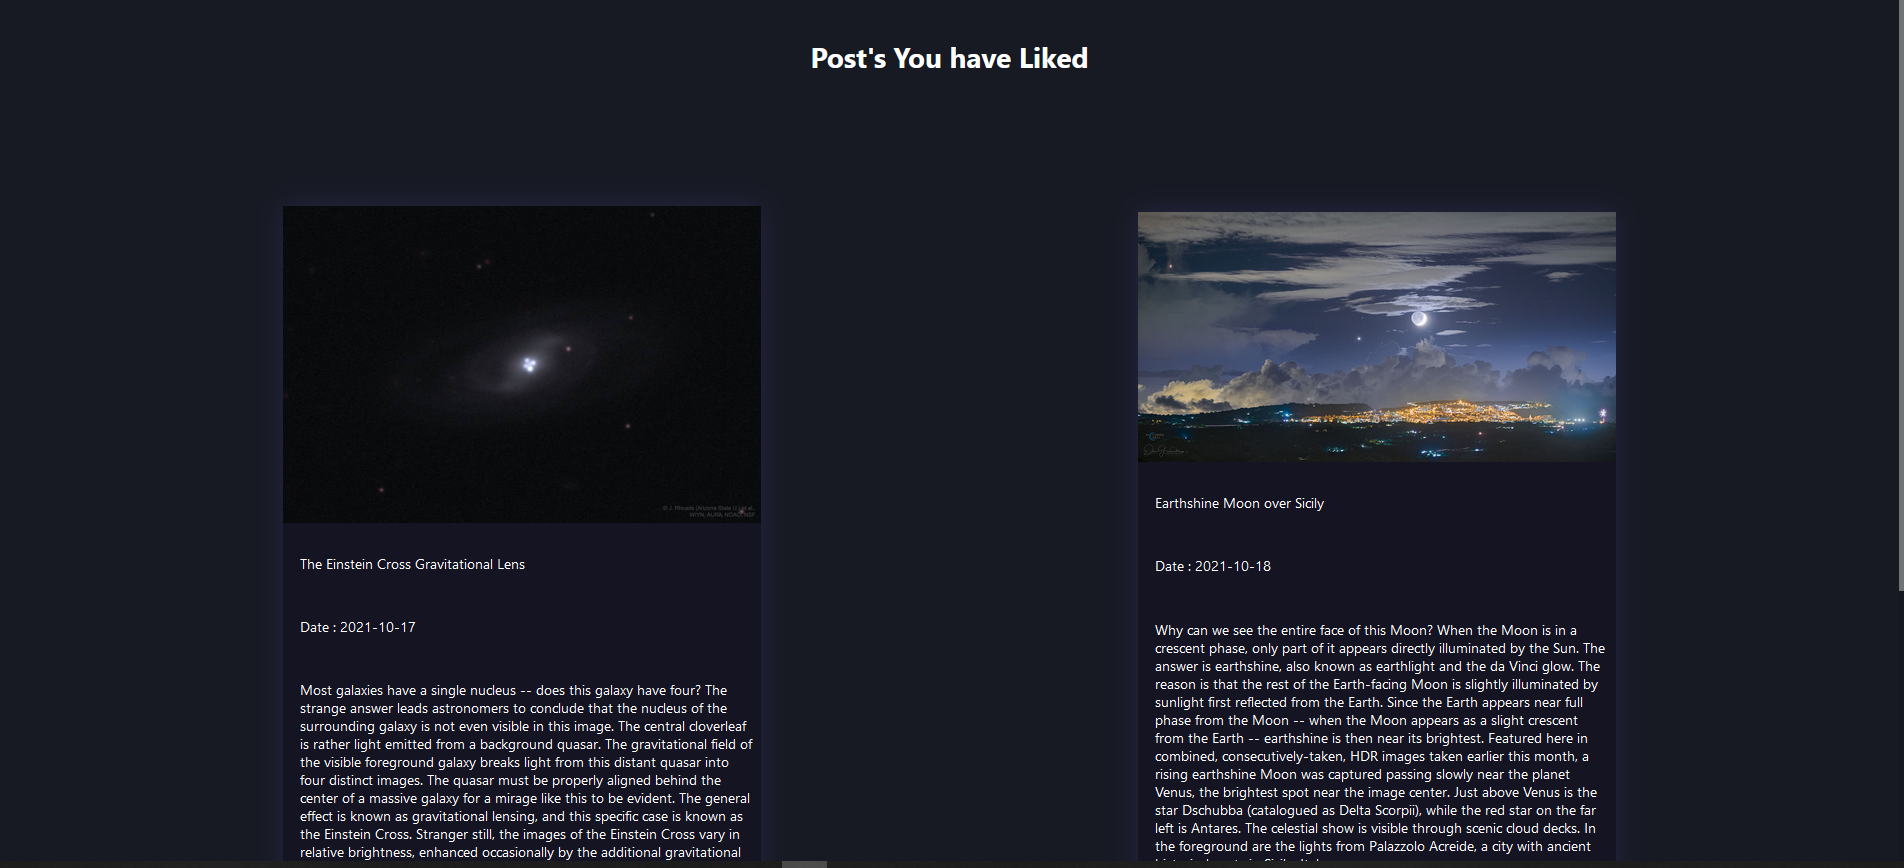 Post's You have Liked
The Einstein Cross Gravitational Lens
Date : 2021-10-17
Most galaxies have a single nucleus -- does this galaxy have four? The
strange answer leads astronomers to conclude that the nucleus of the
surrounding galaxy is not even visible in this image. The central cloverleaf
is rather light emitted from a background quasar. The gravitational field of
the visible foreground galaxy breaks light from this distant quasar into
four distinct images. The quasar must be properly aligned behind the
center of a massive galaxy for a mirage like this to be evident. The general
effect is known as gravitational lensing, and this specific case is known as
the Einstein Cross. Stranger still, the images of the Einstein Cross vary in
relative brightness, enhanced occasionally by the additional gravitational
Earthshine Moon over Sicily
Date : 2021-10-18
Why can we see the entire face of this Moon? When the Moon is in a
crescent phase, only part of it appears directly illuminated by the Sun. The
answer is earthshine, also known as earthlight and the da Vinci glow. The
reason is that the rest of the Earth-facing Moon is slightly illuminated by
sunlight first reflected from the Earth. Since the Earth appears near full
phase from the Moon -- when the Moon appears as a slight crescent
from the Earth -- earthshine is then near its brightest. Featured here in
combined, consecutively-taken, HDR images taken earlier this month, a
rising earthshine Moon was captured passing slowly near the planet
Venus, the brightest spot near the image center. Just above Venus is the
star Dschubba (catalogued as Delta Scorpii), while the red star on the far
left is Antares. The celestial show is visible through scenic cloud decks. In
the foreground are the lights from Palazzolo Acreide, a city with ancient